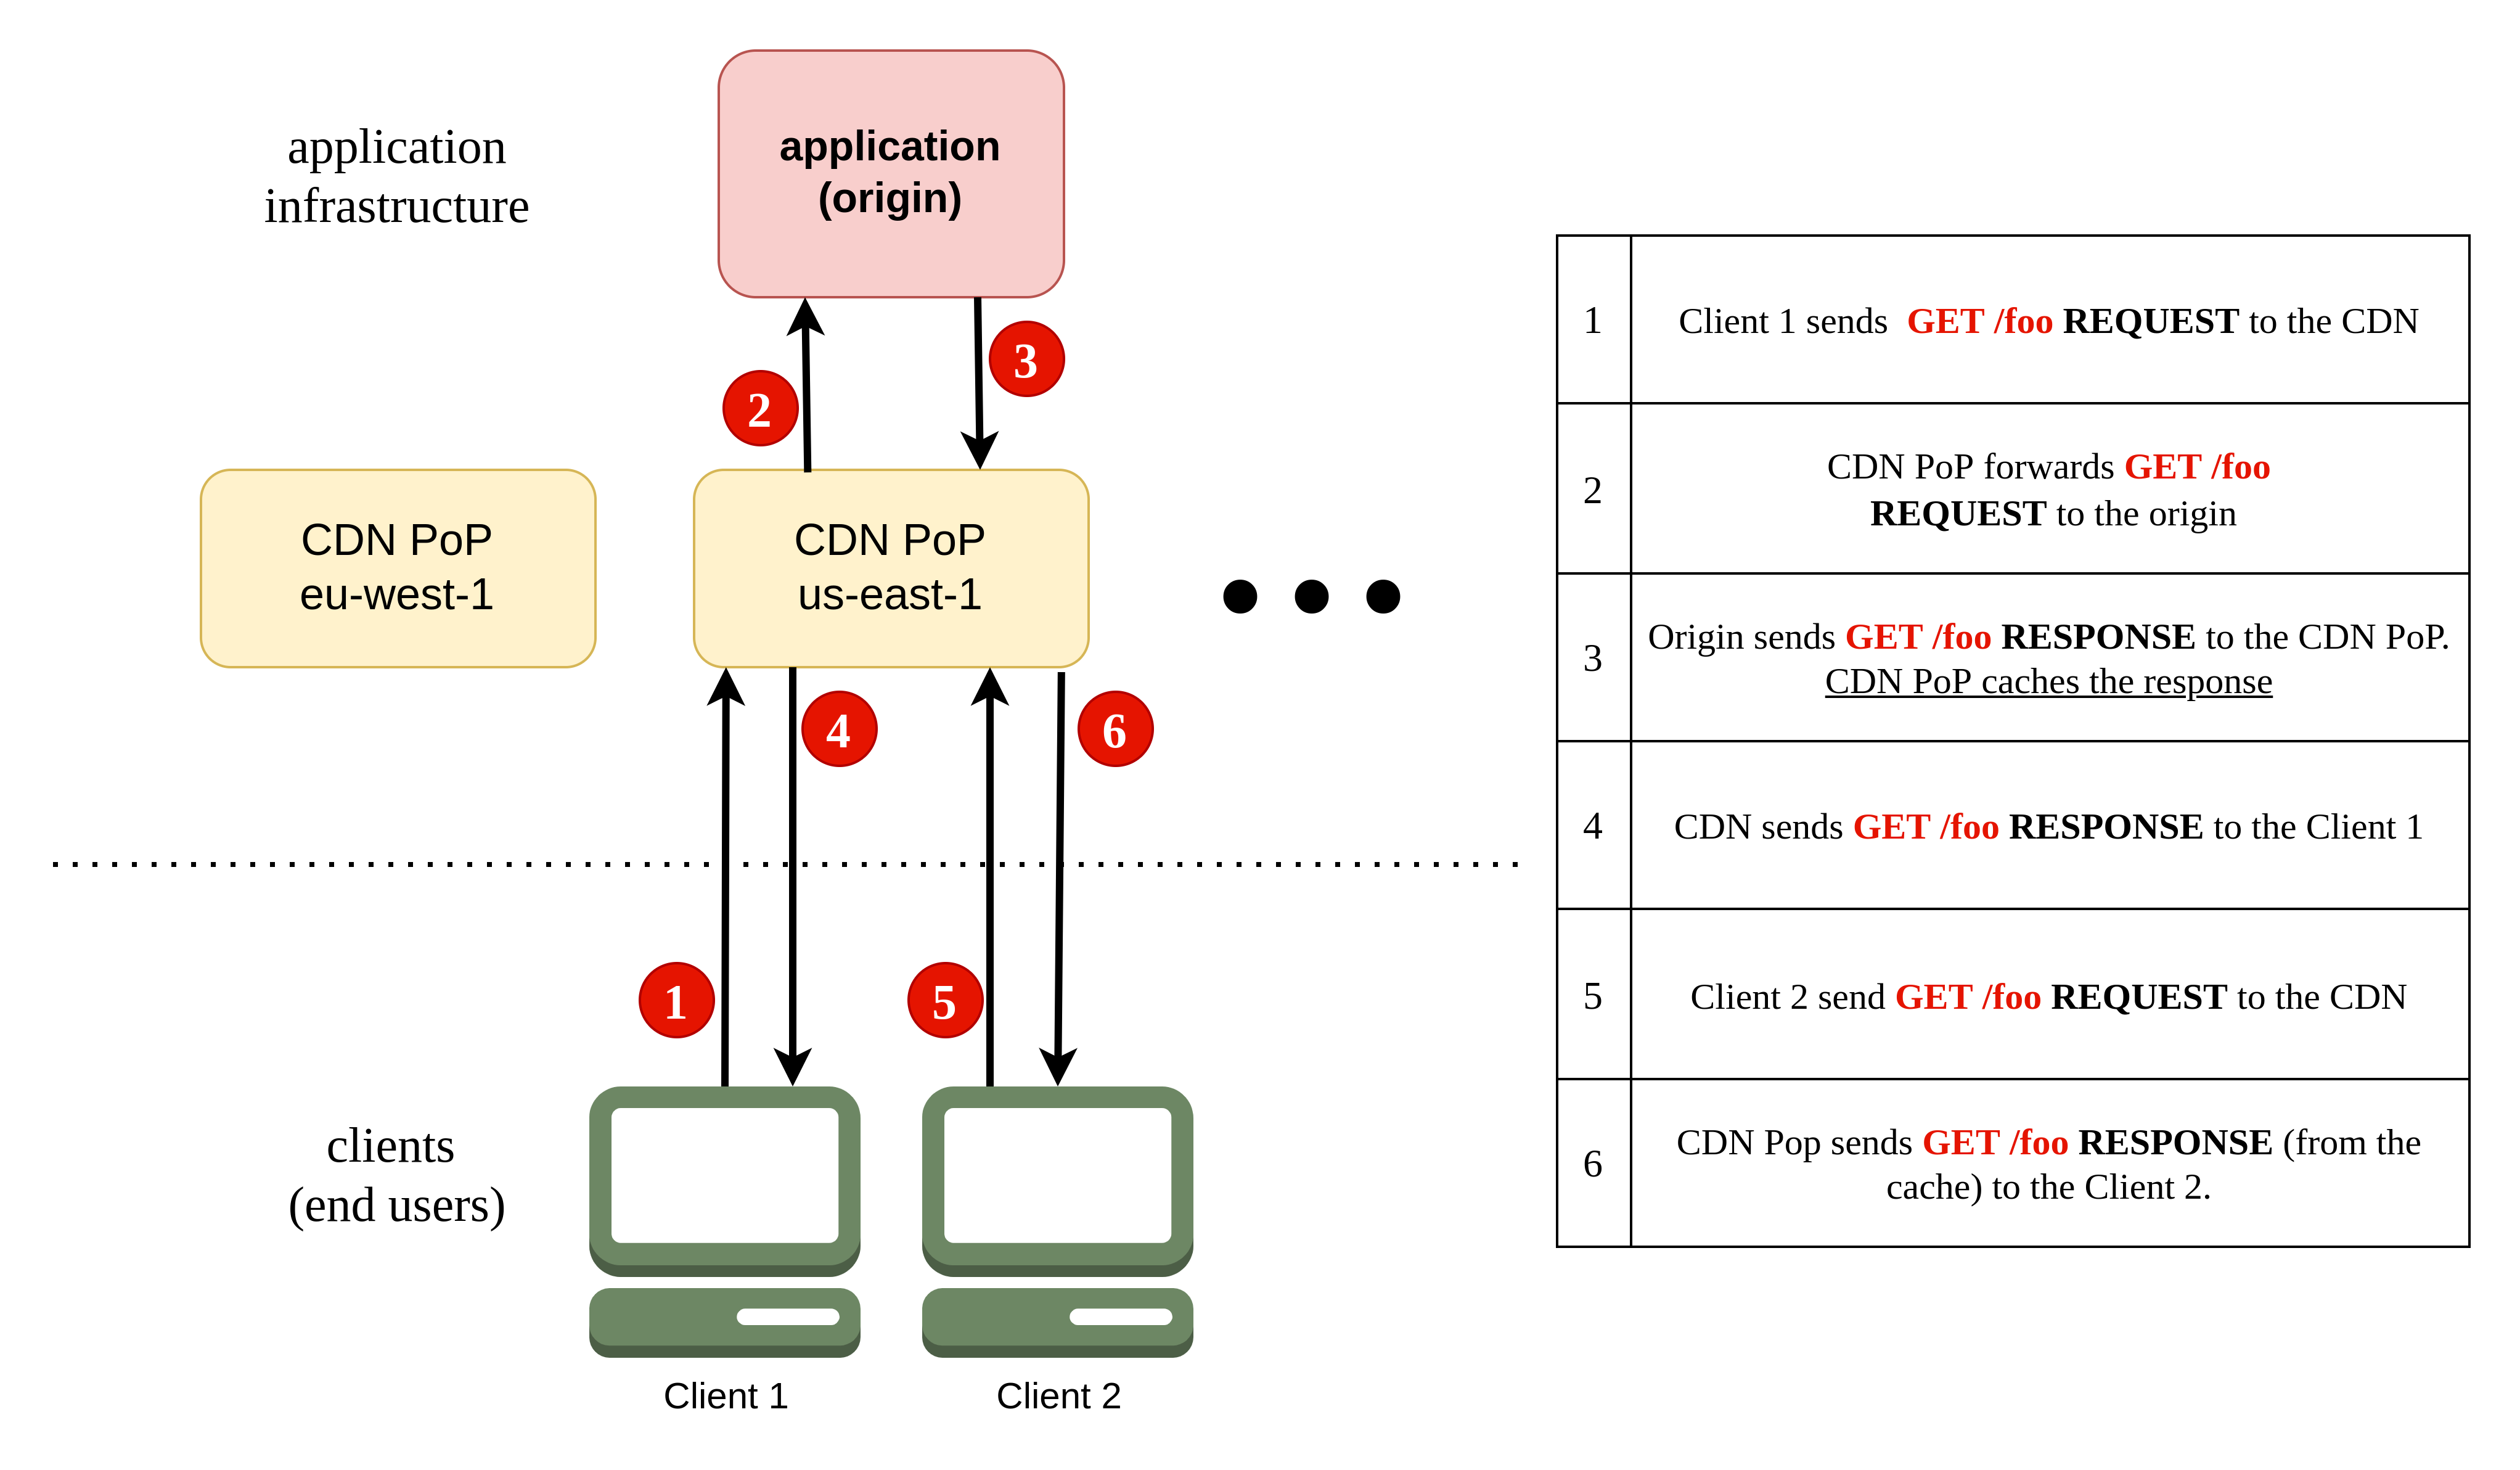 application
infrastructure
application
(origin)
2
3
CDN PoP
eu-west-1
CDN PoP
us-east-1
4
6
1
5
clients
(end users)
Client 1
Client 2
1
Client 1 sends GET /foo REQUEST to the CDN
2
CDN PoP forwards GET /foo
REQUEST to the origin
3
Origin sends GET /foo RESPONSE to the CDN PoP.
CDN PoP caches the response
4
CDN sends GET /foo RESPONSE to the Client 1
5
Client 2 send GET /foo REQUEST to the CDN
6
CDN Pop sends GET /foo RESPONSE (from the
cache) to the Client 2.